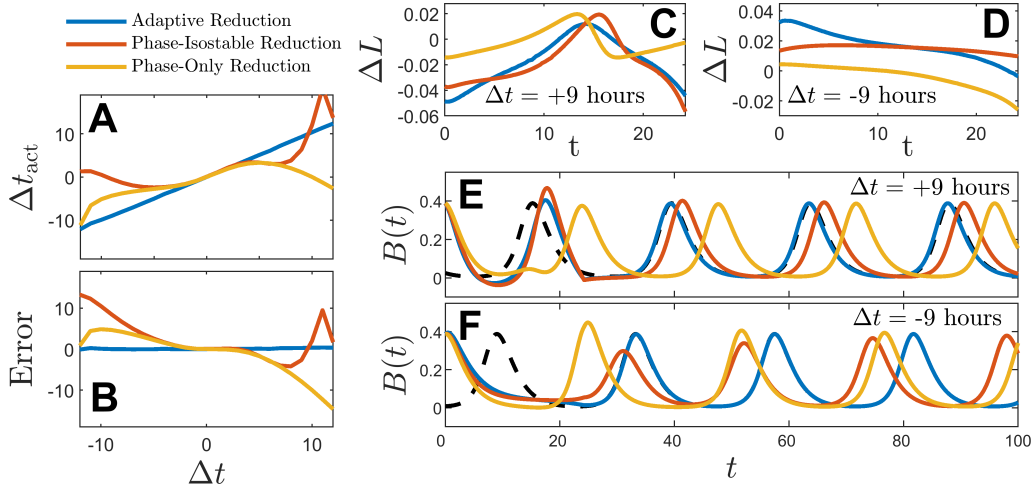 Adaptive Reduction
Phase-Isostable Reduction
Phase-Only Reduction
A
Δt_act
10
0
-10
B
Error
10
0
-10
-10
0
10
Δt
C
ΔL
0.02
0
-0.02
-0.04
-0.06
Δt = +9 hours
0
10
20
t
D
ΔL
0.04
0.02
0
-0.02
Δt = -9 hours
0
10
20
t
E
Δt = +9 hours
B(t)
0.4
0.2
0
F
Δt = -9 hours
B(t)
0.4
0.2
0
0
20
40
60
80
100
t